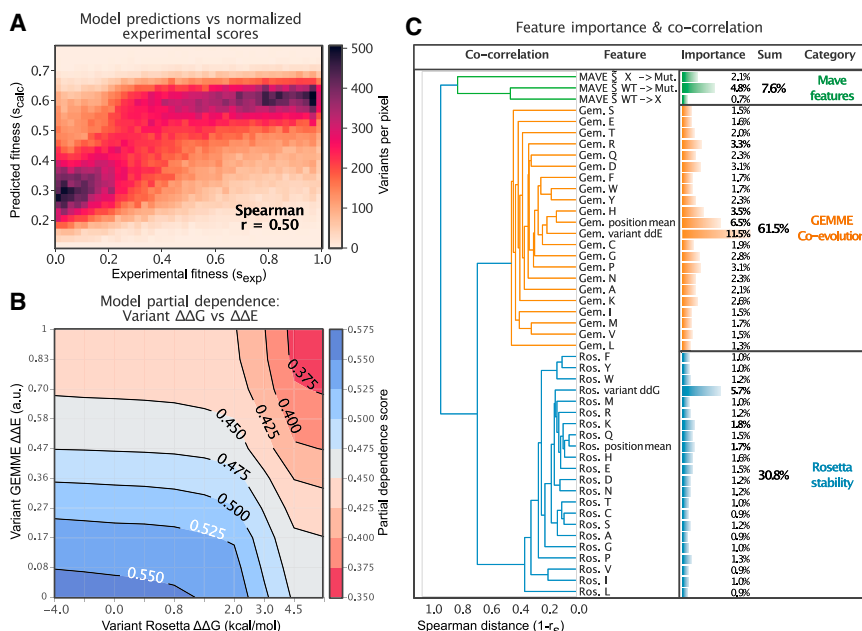 A
Model predictions vs normalized
experimental scores
Predicted fitness (scalc)
0.7
0.6
0.5
0.4
0.3
0.2
0.0 0.2 0.4 0.6 0.8 1.0
Experimental fitness (sexp)
Spearman
r = 0.50
500
400
300
200
100
0
Variants per pixel
B
Model partial dependence:
Variant ΔΔG vs ΔΔE
Variant GEMME ΔΔE (a.u.)
1
0.83
0.70
0.58
0.47
0.36
0.27
0.17
0.08
0
−4.0 0.0 0.8 2.0 3.0 4.5
Variant Rosetta ΔΔG (kcal/mol)
0.375
0.400
0.425
0.450
0.475
0.500
0.525
0.550
0.575
0.550
0.525
0.500
0.475
0.450
0.425
0.400
0.375
0.350
Partial dependence score
C
Feature importance & co-correlation
Co-correlation Feature Importance Sum Category
MAVE S̄ X -> Mut. 2.1%
MAVE S̄ WT -> Mut. 4.8%
MAVE S̄ WT -> X 0.7%
7.6%
Mave
features
Gem. S 1.5%
Gem. E 1.6%
Gem. T 2.0%
Gem. R 3.3%
Gem. Q 2.3%
Gem. D 3.1%
Gem. F 1.7%
Gem. W 1.7%
Gem. Y 2.3%
Gem. H 3.5%
Gem. position mean 6.5%
Gem. variant ddE 11.5%
Gem. C 1.9%
Gem. G 2.8%
Gem. P 3.1%
Gem. N 2.3%
Gem. A 2.1%
Gem. K 2.6%
Gem. I 1.5%
Gem. M 1.7%
Gem. V 1.5%
Gem. L 1.3%
61.5%
GEMME
Co-evolution
Ros. F 1.0%
Ros. Y 1.0%
Ros. W 1.2%
Ros. variant ddG 5.7%
Ros. M 1.0%
Ros. R 1.2%
Ros. K 1.8%
Ros. Q 1.5%
Ros. position mean 1.7%
Ros. H 1.6%
Ros. E 1.5%
Ros. D 1.2%
Ros. N 1.2%
Ros. T 1.0%
Ros. C 0.9%
Ros. S 1.2%
Ros. A 0.9%
Ros. G 1.0%
Ros. P 1.3%
Ros. V 0.9%
Ros. I 1.0%
Ros. L 0.9%
30.8%
Rosetta
stability
1.0 0.8 0.6 0.4 0.2 0.0
Spearman distance (1-rs)